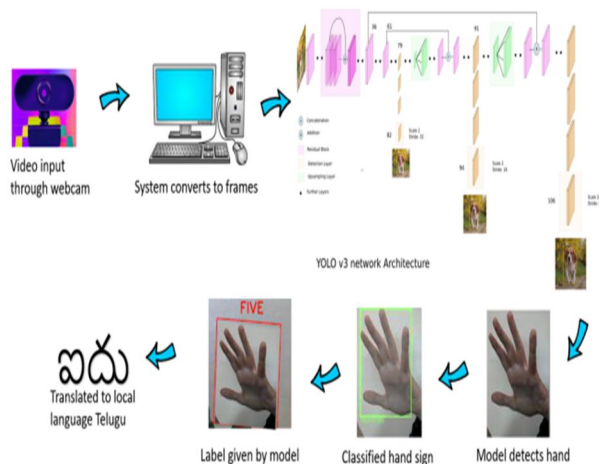 36
61
79
91
Concatenation
Addition
Residual Block
Detection Layer
Upsampling Layer
Further Layers
82
Scale 1
Stride: 32
94
Scale 2
Stride: 16
106
Scale 3
YOLO v3 network Architecture
Video input
through webcam
System converts to frames
FIVE
ఐదు
Translated to local
language Telugu
Label given by model
Classified hand sign
Model detects hand